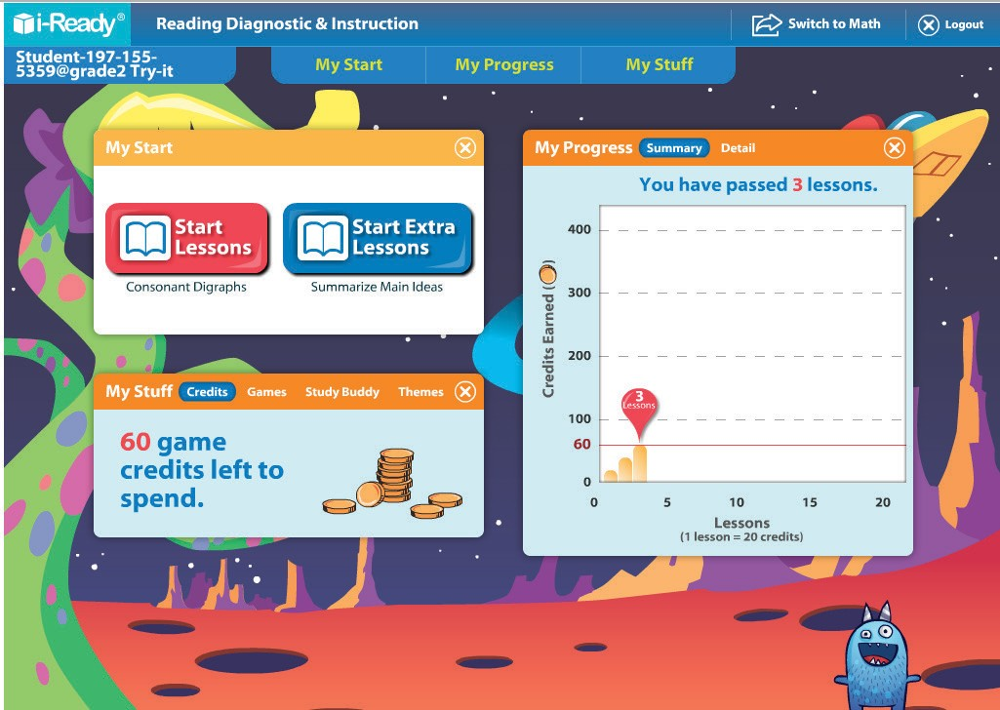 i-Ready®
Reading Diagnostic & Instruction
Switch to Math
Logout
Student-197-155-
5359@grade2 Try-it
My Start
My Progress
My Stuff
My Start
Start
Lessons
Consonant Digraphs
Start Extra
Lessons
Summarize Main Ideas
My Stuff Credits Games Study Buddy Themes
60 game
credits left to
spend.
My Progress Summary Detail
You have passed 3 lessons.
Credits Earned ( )
400
300
200
100
60
0
3
Lessons
0 5 10 15 20
Lessons
(1 lesson = 20 credits)